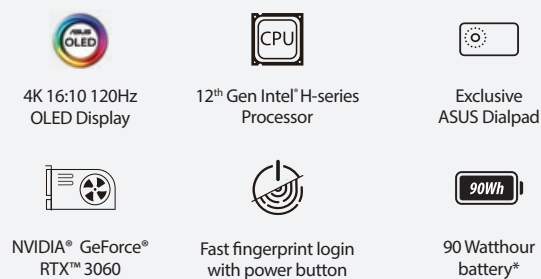 ASUS
OLED
CPU
4K 16:10 120Hz
OLED Display
12th Gen Intel® H-series
Processor
Exclusive
ASUS Dialpad
90Wh
NVIDIA® GeForce®
RTX™ 3060
Fast fingerprint login
with power button
90 Watthour
battery*